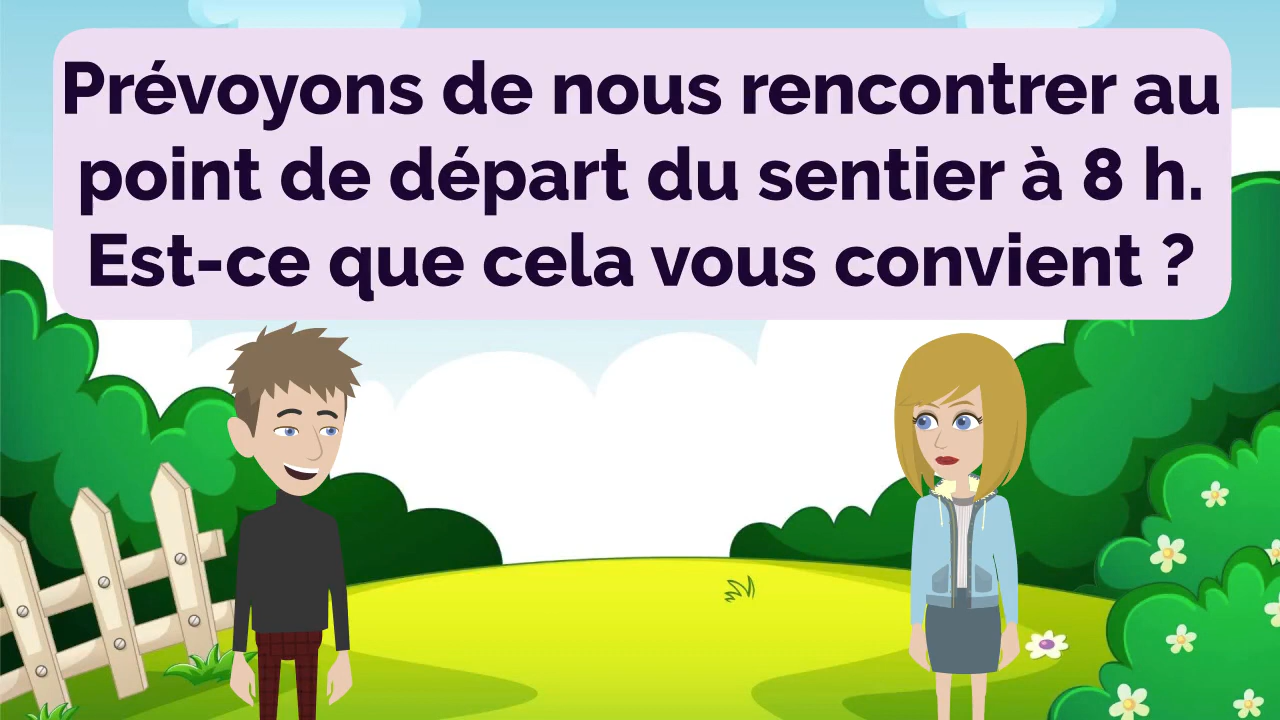 Prévoyons de nous rencontrer au
point de départ du sentier à 8 h.
Est-ce que cela vous convient ?